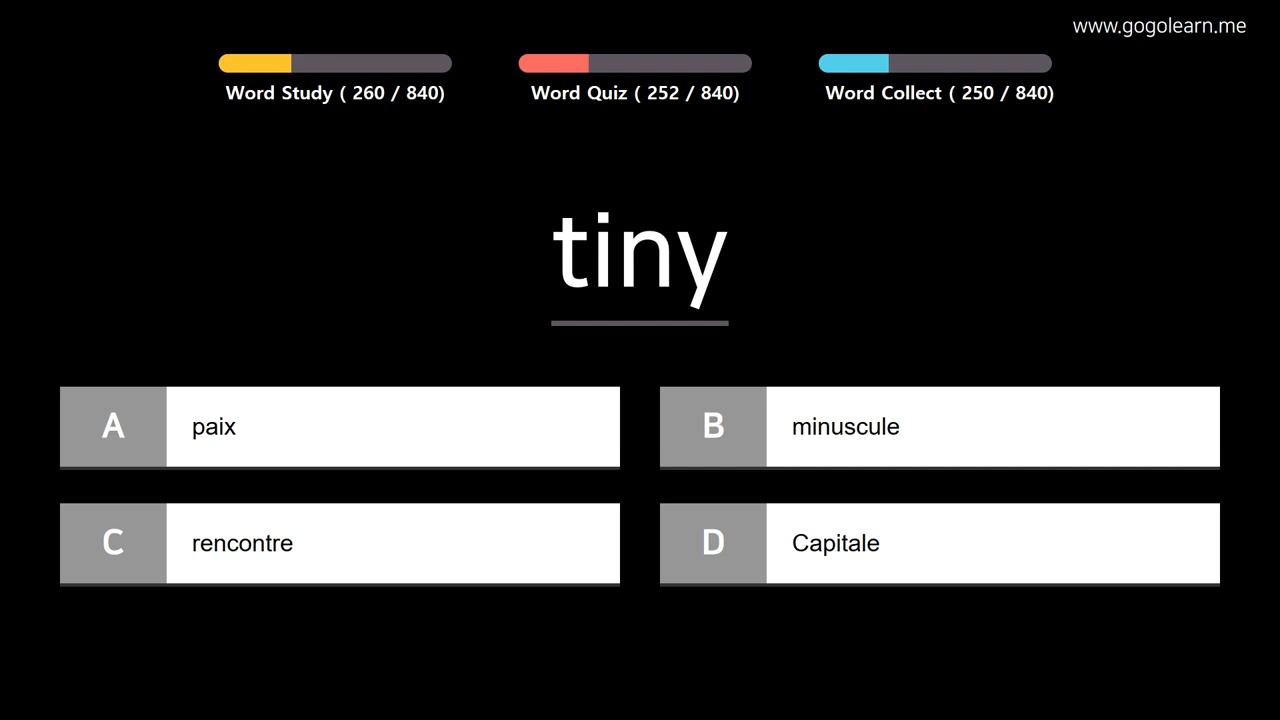 www.gogolearn.me
Word Study ( 260 / 840)
Word Quiz ( 252 / 840)
Word Collect ( 250 / 840)
tiny
A paix
B minuscule
C rencontre
D Capitale